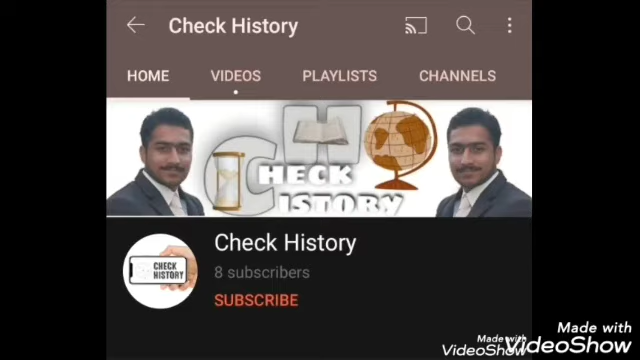 Check History
HOME VIDEOS PLAYLISTS CHANNELS
CHECK
HISTORY
Check History
CHECK
HISTORY
8 subscribers
SUBSCRIBE
Made with
VideoShow
Made with
VideoShow